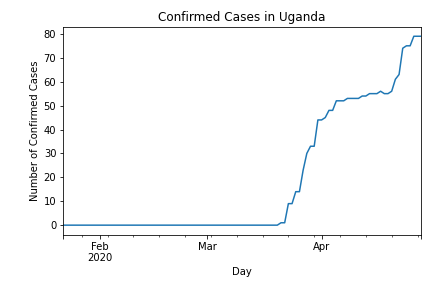 Confirmed Cases in Uganda
80
70
60
50
40
30
20
10
0
Number of Confirmed Cases
Feb
2020
Mar
Apr
Day